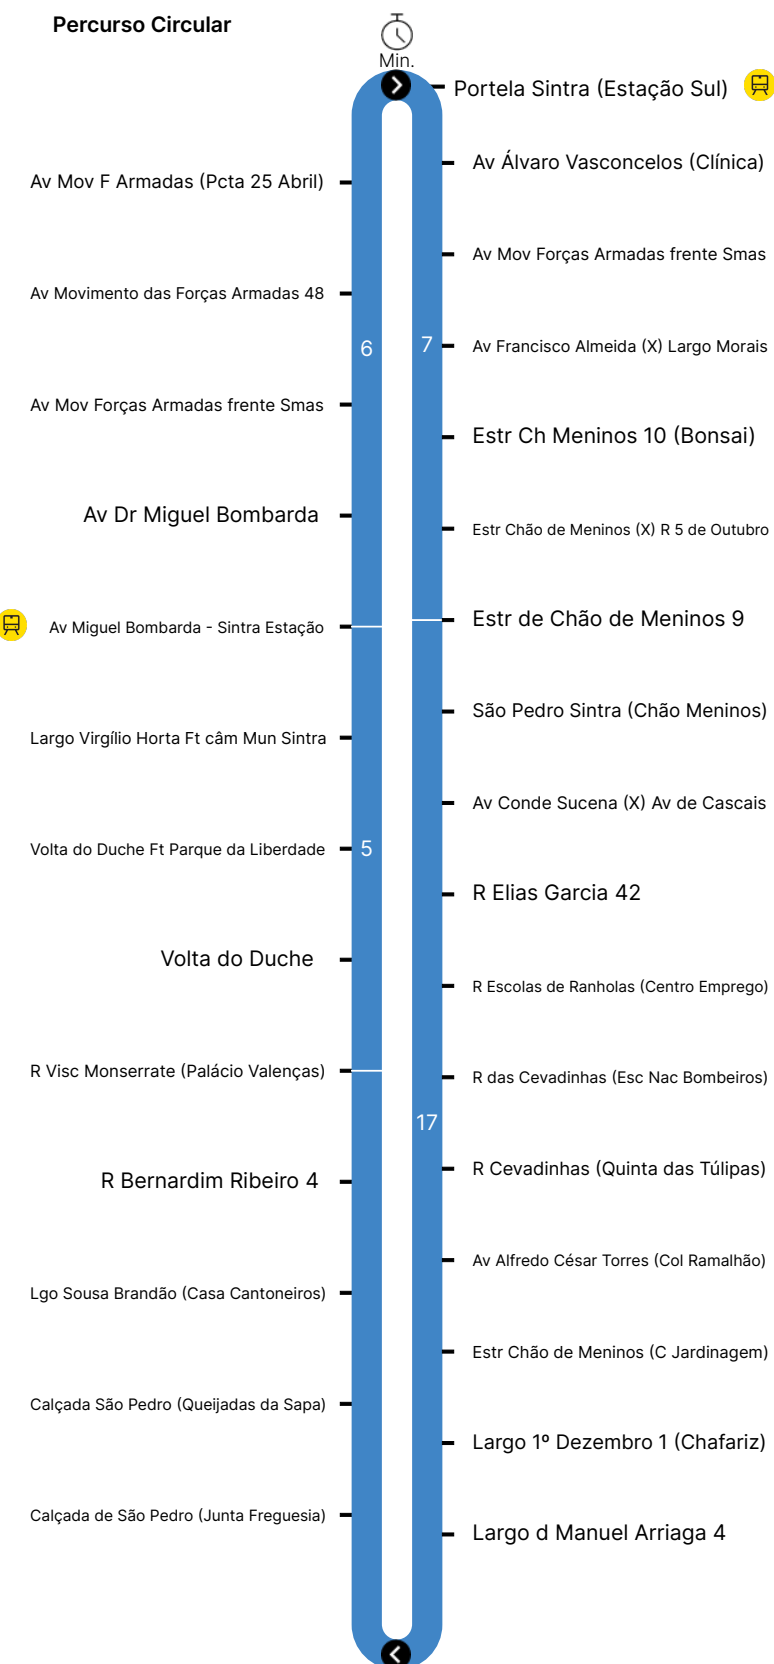 Percurso Circular
Min.
Portela Sintra (Estação Sul)
Av Álvaro Vasconcelos (Clínica)
Av Mov Forças Armadas frente Smas
Av Francisco Almeida (X) Largo Morais
7
Estr Ch Meninos 10 (Bonsai)
Estr Chão de Meninos (X) R 5 de Outubro
Estr de Chão de Meninos 9
São Pedro Sintra (Chão Meninos)
Av Conde Sucena (X) Av de Cascais
R Elias Garcia 42
R Escolas de Ranholas (Centro Emprego)
R das Cevadinhas (Esc Nac Bombeiros)
17
R Cevadinhas (Quinta das Túlipas)
Av Alfredo César Torres (Col Ramalhão)
Estr Chão de Meninos (C Jardinagem)
Largo 1º Dezembro 1 (Chafariz)
Largo d Manuel Arriaga 4
Av Mov F Armadas (Pcta 25 Abril)
Av Movimento das Forças Armadas 48
6
Av Mov Forças Armadas frente Smas
Av Dr Miguel Bombarda
Av Miguel Bombarda - Sintra Estação
Largo Virgílio Horta Ft câm Mun Sintra
Volta do Duche Ft Parque da Liberdade
5
Volta do Duche
R Visc Monserrate (Palácio Valenças)
R Bernardim Ribeiro 4
Lgo Sousa Brandão (Casa Cantoneiros)
Calçada São Pedro (Queijadas da Sapa)
Calçada de São Pedro (Junta Freguesia)